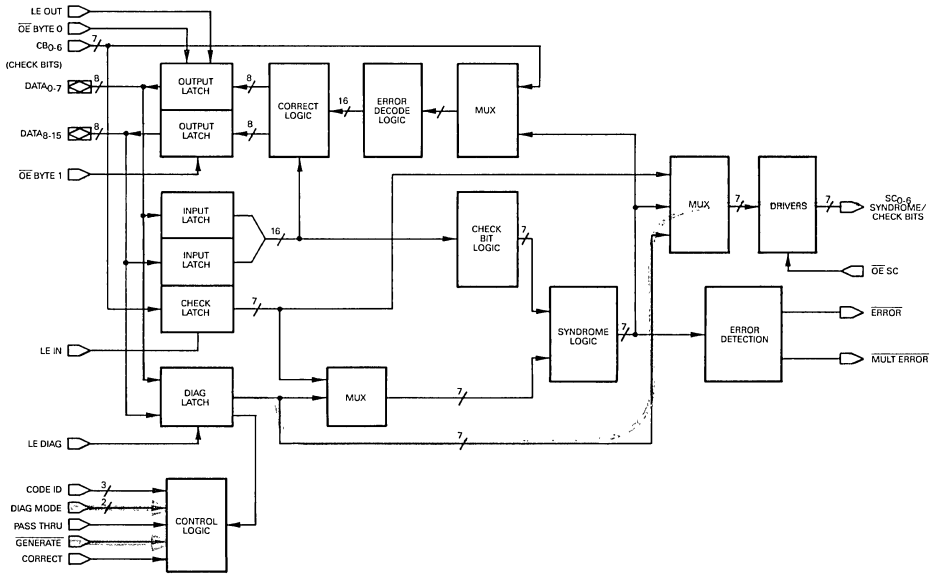 LE OUT
OE BYTE 0
CB0-6
7
(CHECK BITS)
DATA0-7
8
DATA8-15
8
OE BYTE 1
OUTPUT
LATCH
OUTPUT
LATCH
8
8
CORRECT
LOGIC
16
ERROR
DECODE
LOGIC
MUX
INPUT
LATCH
INPUT
LATCH
CHECK
LATCH
16
7
CHECK
BIT
LOGIC
7
MUX
7
DRIVERS
7
SC0-6
SYNDROME/
CHECK BITS
OE SC
LE IN
SYNDROME
LOGIC
7
ERROR
DETECTION
ERROR
MULT ERROR
DIAG
LATCH
MUX
7
7
LE DIAG
CODE ID
3
DIAG MODE
2
PASS THRU
GENERATE
CORRECT
CONTROL
LOGIC